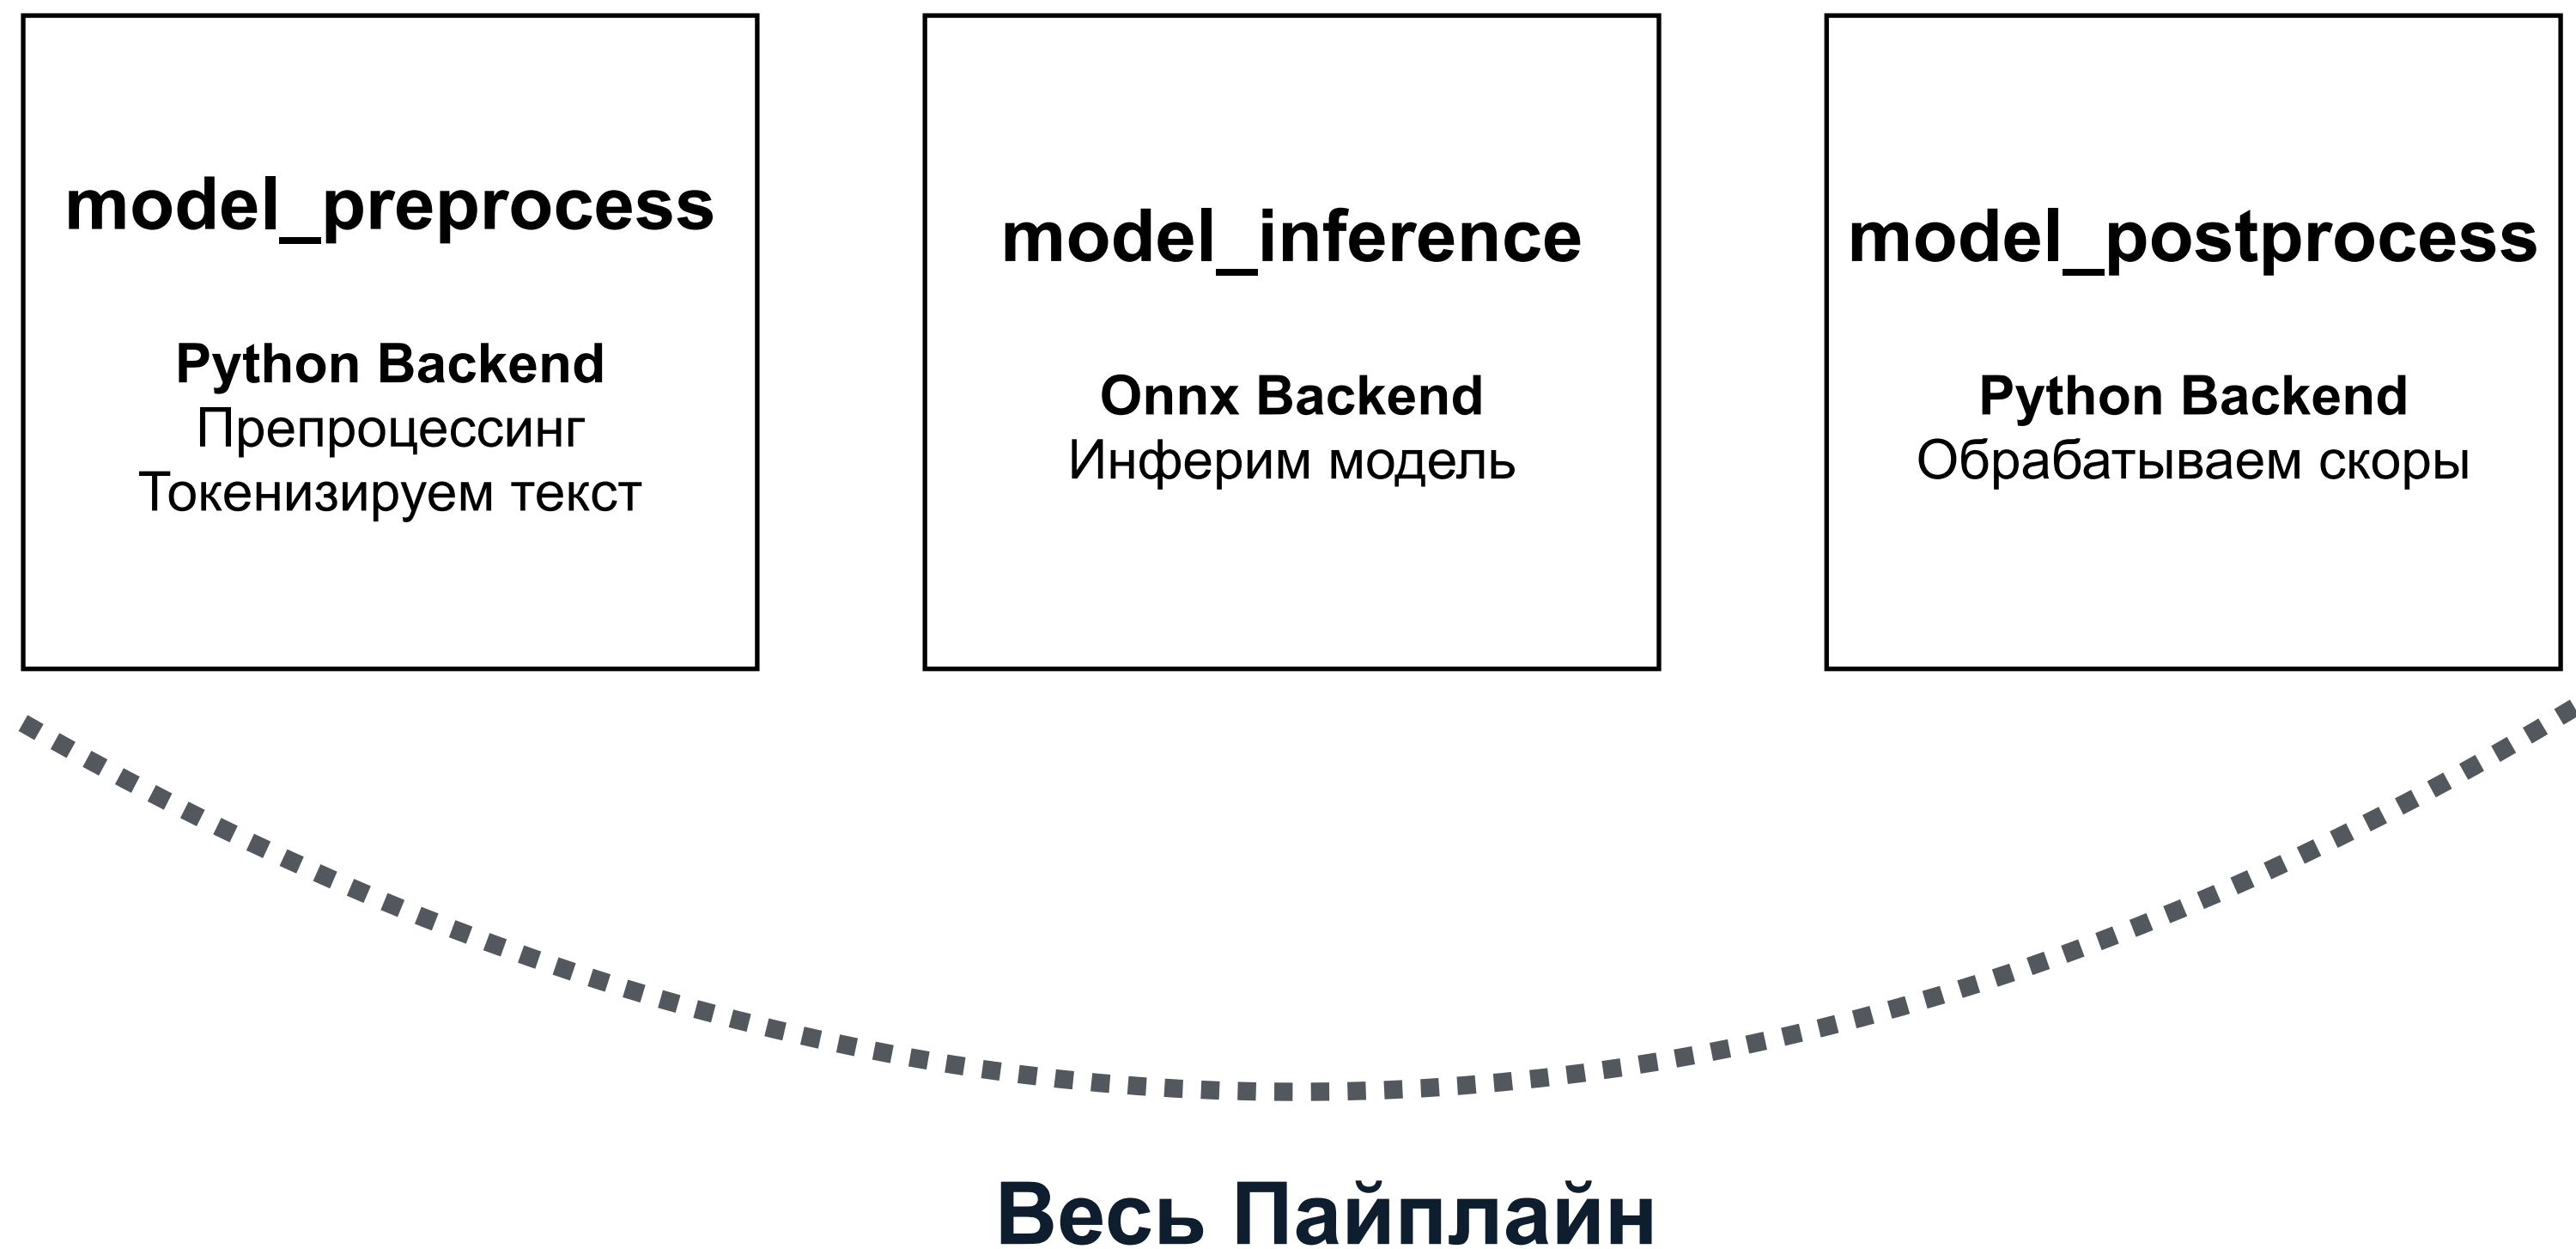 model_preprocess
Python Backend
Препроцессинг
Токенизируем текст
model_inference
Onnx Backend
Инферим модель
model_postprocess
Python Backend
Обрабатываем скоры
Весь Пайплайн